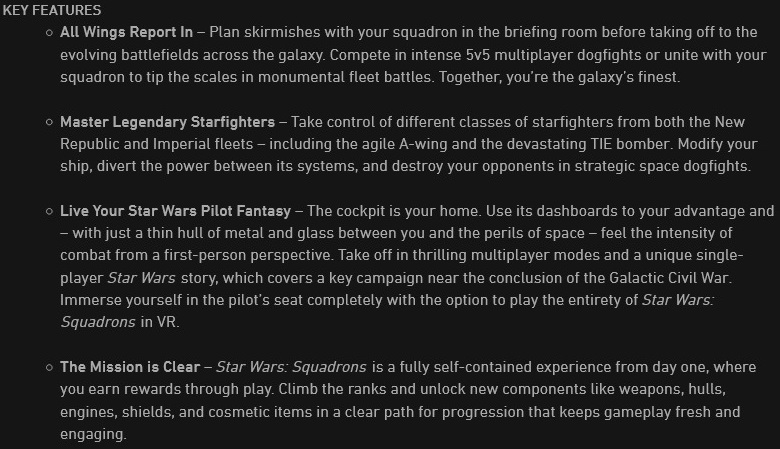 KEY FEATURES
All Wings Report In – Plan skirmishes with your squadron in the briefing room before taking off to the
evolving battlefields across the galaxy. Compete in intense 5v5 multiplayer dogfights or unite with your
squadron to tip the scales in monumental fleet battles. Together, you’re the galaxy’s finest.
Master Legendary Starfighters – Take control of different classes of starfighters from both the New
Republic and Imperial fleets – including the agile A-wing and the devastating TIE bomber. Modify your
ship, divert the power between its systems, and destroy your opponents in strategic space dogfights.
Live Your Star Wars Pilot Fantasy – The cockpit is your home. Use its dashboards to your advantage and
– with just a thin hull of metal and glass between you and the perils of space – feel the intensity of
combat from a first-person perspective. Take off in thrilling multiplayer modes and a unique single-
player Star Wars story, which covers a key campaign near the conclusion of the Galactic Civil War.
Immerse yourself in the pilot’s seat completely with the option to play the entirety of Star Wars:
Squadrons in VR.
The Mission is Clear – Star Wars: Squadrons is a fully self-contained experience from day one, where
you earn rewards through play. Climb the ranks and unlock new components like weapons, hulls,
engines, shields, and cosmetic items in a clear path for progression that keeps gameplay fresh and
engaging.